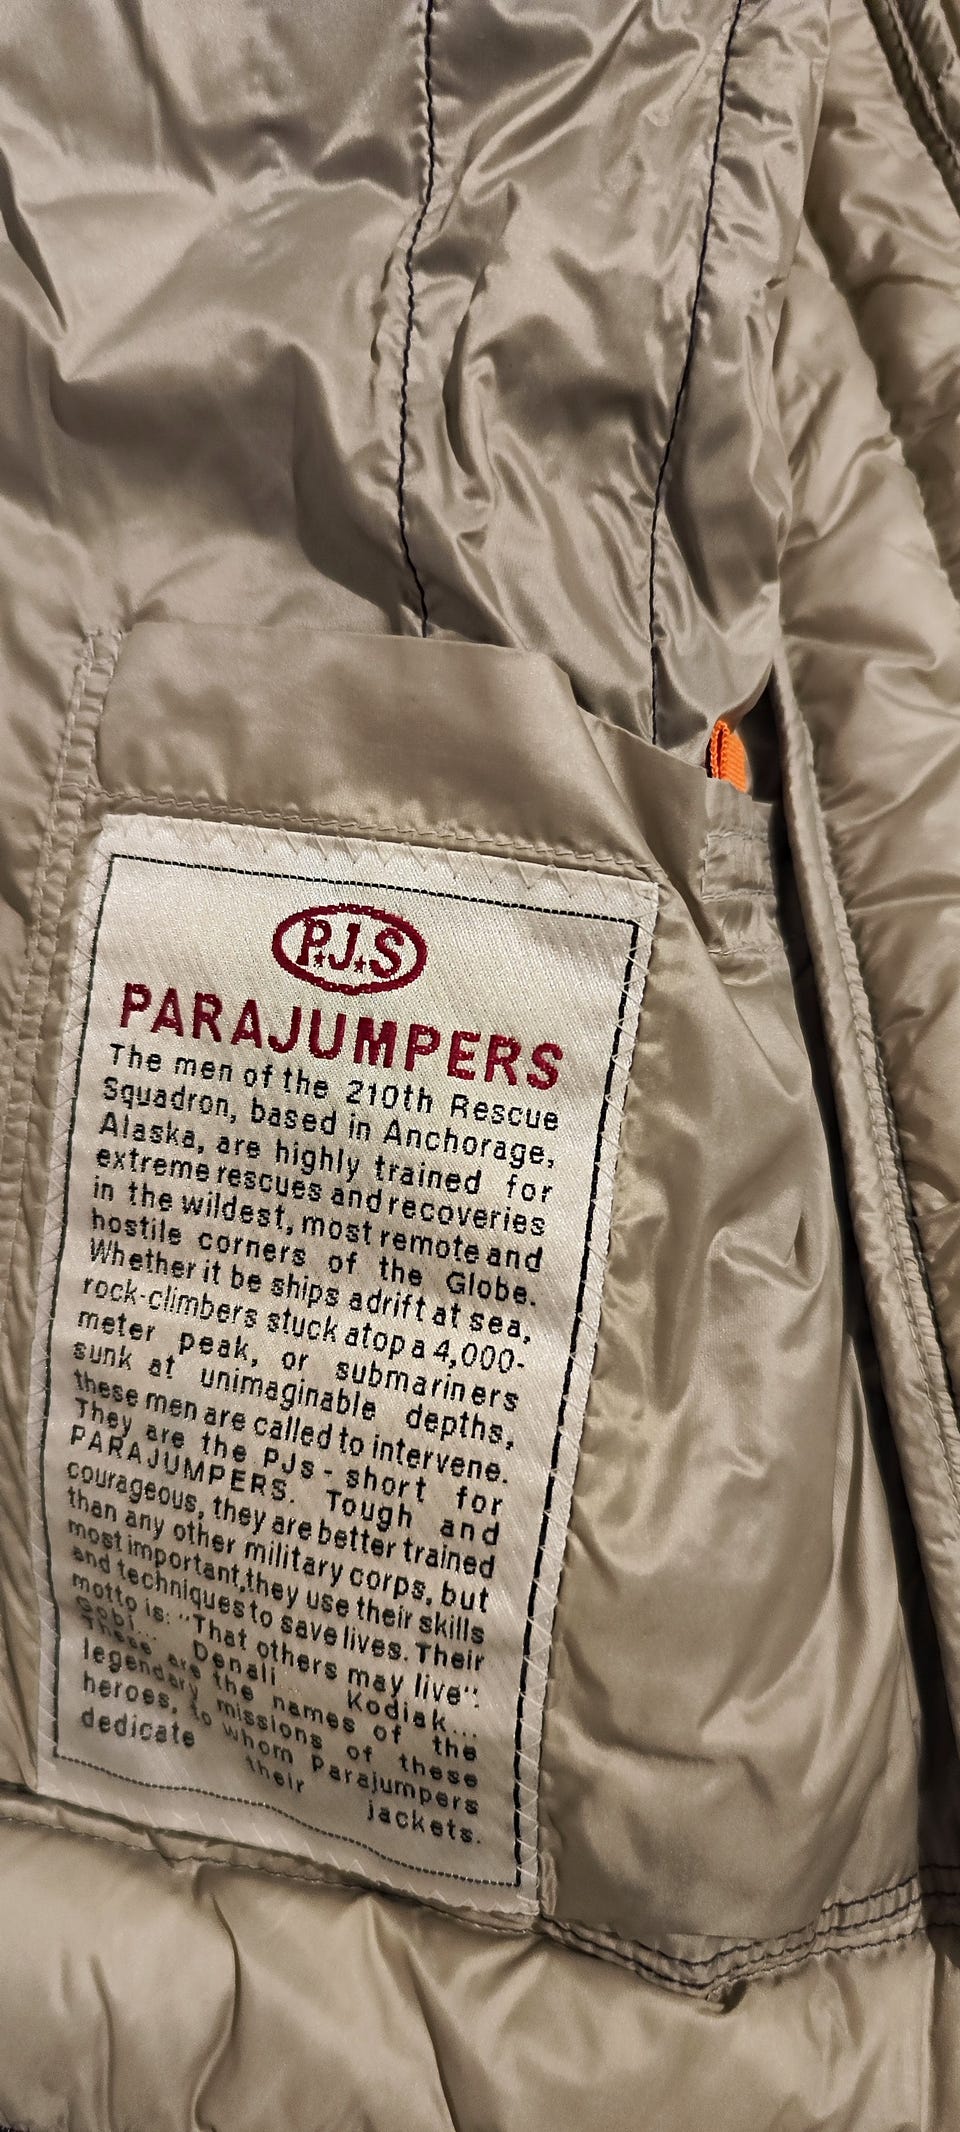 P.J.S
PARAJUMPERS
The men of the 210th Rescue
Squadron, based in Anchorage,
Alaska, are highly trained for
extreme rescues and recoveries
in the wildest, most remote and
hostile corners of the Globe.
Whether it be ships adrift at sea,
rock-climbers stuck atop a 4,000-
meter peak, or submariners
sunk at unimaginable depths,
these men are called to intervene.
They are the PJs - short for
PARAJUMPERS. Tough and
courageous, they are better trained
than any other military corps, but
most important,they use their skills
and techniques to save lives. Their
motto is: "That others may live".
Gobi... Denali... Kodiak...
These are the names of the
legendary missions of these
heroes, to whom Parajumpers
dedicate their jackets.